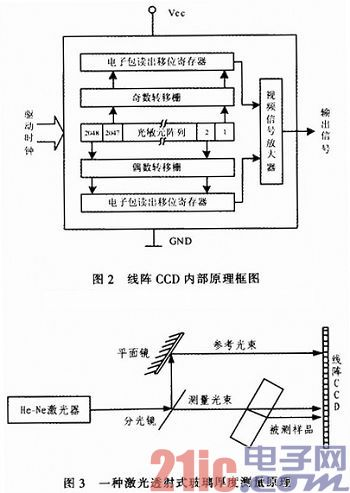 Vcc
电子包读出移位寄存器
奇数转移栅
2048 2047 光敏元阵列 2 1
偶数转移栅
电子包读出移位寄存器
驱动时钟
视频信号放大器
输出信号
GND
图 2 线阵 CCD 内部原理框图
平面镜
参考光束
He-Ne激光器
分光镜
测量光束
被测样品
线阵CCD
图 3 一种激光透射式玻璃厚度测量原理
21ic.com
电子网